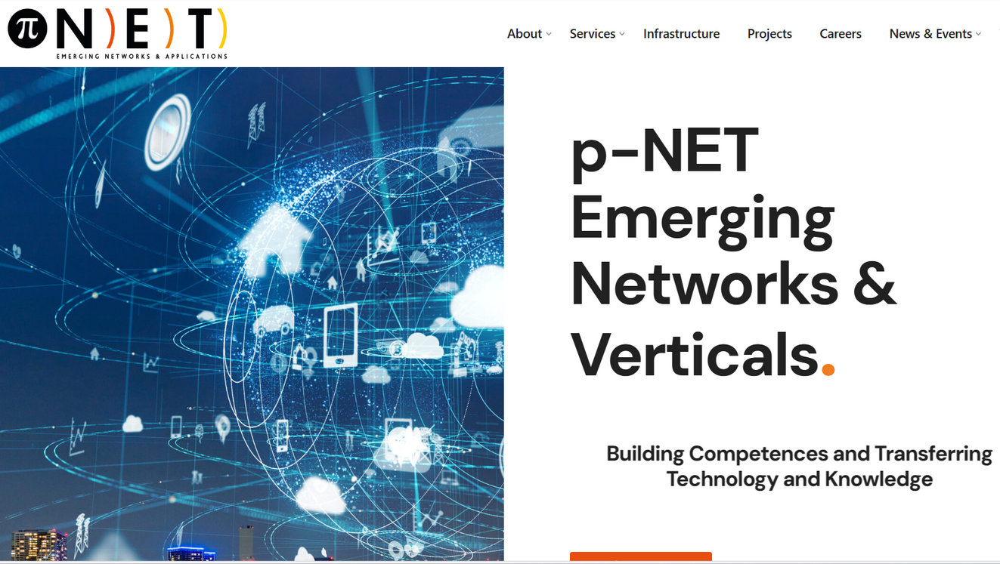 π N ) E ) T )
EMERGING NETWORKS & APPLICATIONS
About Services Infrastructure Projects Careers News & Events
p-NET
Emerging
Networks &
Verticals.
Building Competences and Transferring
Technology and Knowledge